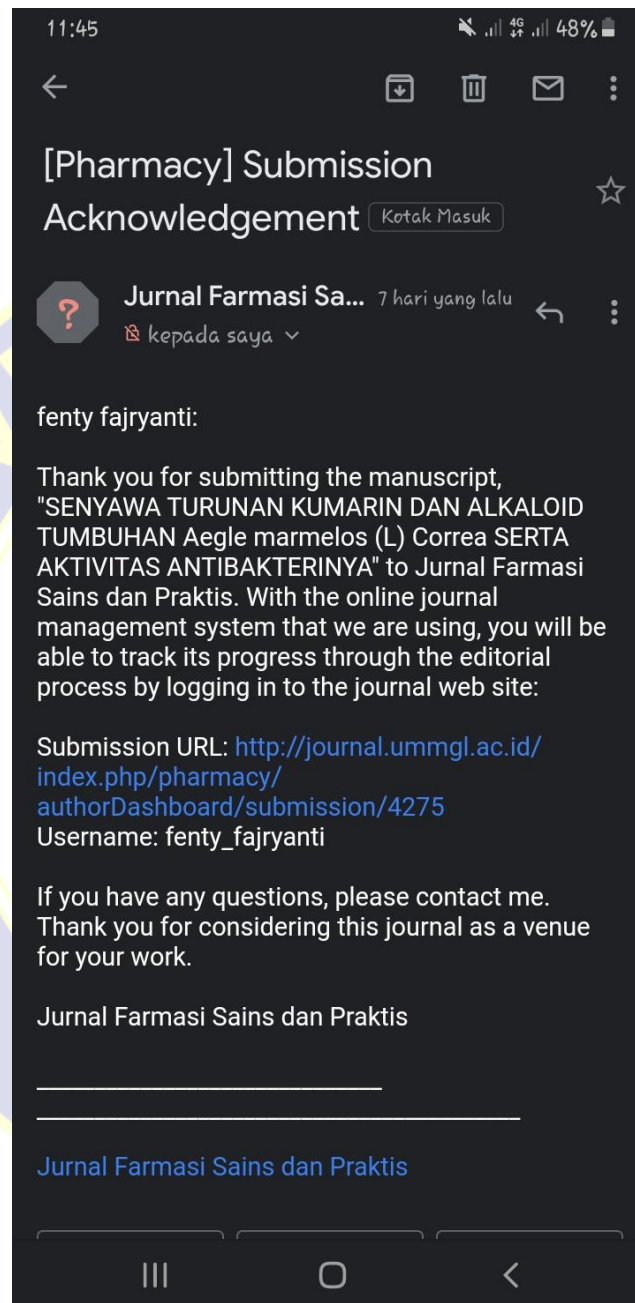 11:45
4G 48%
[Pharmacy] Submission
Acknowledgement Kotak Masuk
Jurnal Farmasi Sa... 7 hari yang lalu
?
kepada saya
fenty fajryanti:
Thank you for submitting the manuscript,
"SENYAWA TURUNAN KUMARIN DAN ALKALOID
TUMBUHAN Aegle marmelos (L) Correa SERTA
AKTIVITAS ANTIBAKTERINYA" to Jurnal Farmasi
Sains dan Praktis. With the online journal
management system that we are using, you will be
able to track its progress through the editorial
process by logging in to the journal web site:
Submission URL: http://journal.ummgl.ac.id/
index.php/pharmacy/
authorDashboard/submission/4275
Username: fenty_fajryanti
If you have any questions, please contact me.
Thank you for considering this journal as a venue
for your work.
Jurnal Farmasi Sains dan Praktis
Jurnal Farmasi Sains dan Praktis